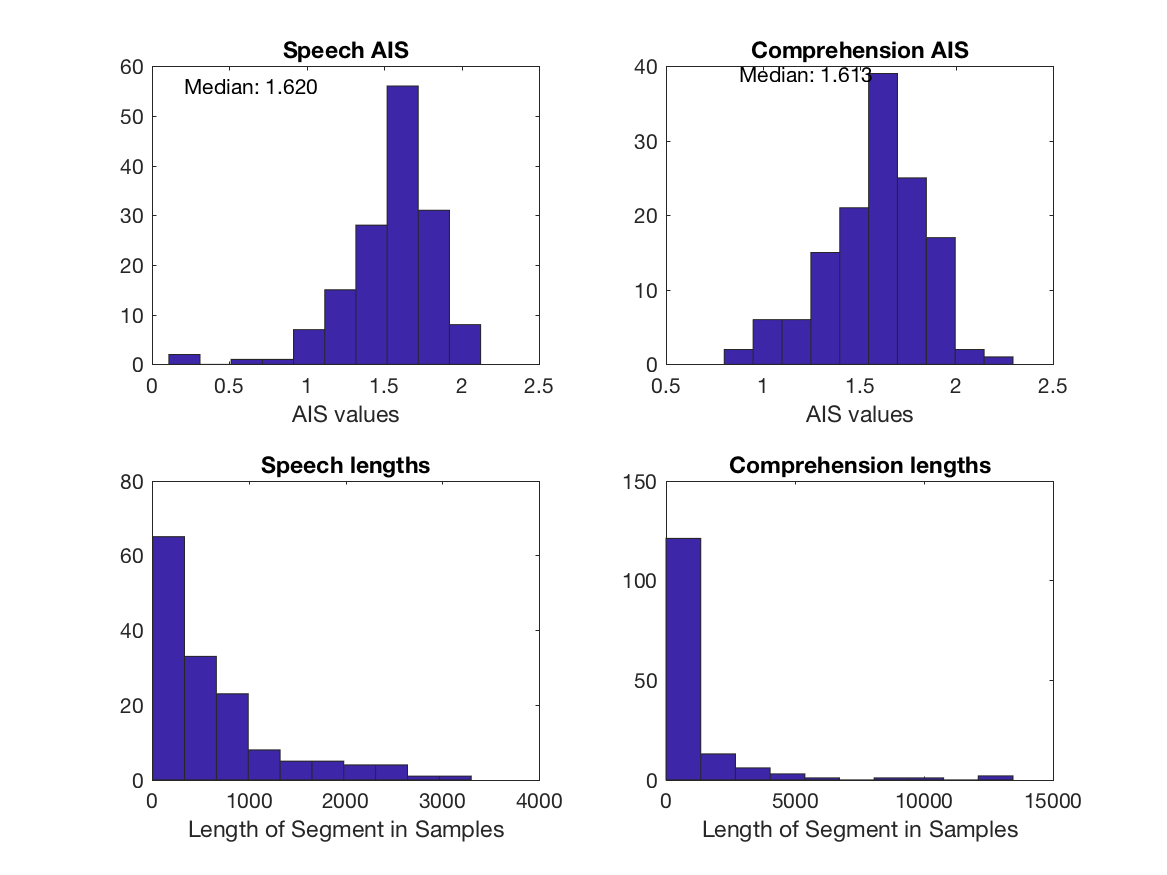 Speech AIS
Median: 1.620
60
50
40
30
20
10
0
0 0.5 1 1.5 2 2.5
AIS values
Comprehension AIS
Median: 1.613
40
30
20
10
0
0.5 1 1.5 2 2.5
AIS values
Speech lengths
80
60
40
20
0
0 1000 2000 3000 4000
Length of Segment in Samples
Comprehension lengths
150
100
50
0
0 5000 10000 15000
Length of Segment in Samples